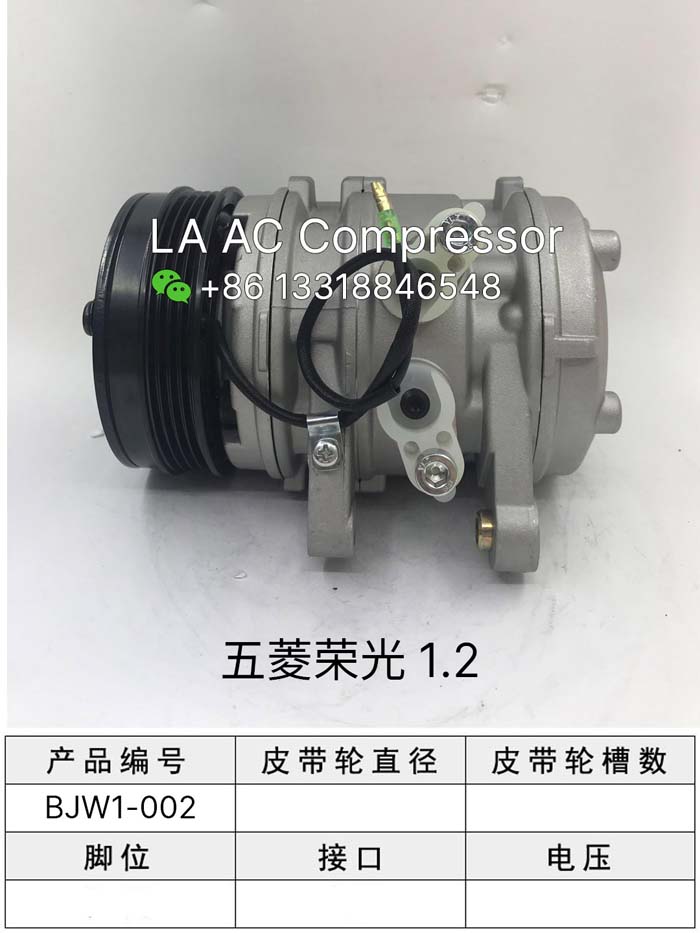 LA AC Compressor
+86 13318846548
五菱荣光 1.2
产品编号 皮带轮直径 皮带轮槽数
BJW1-002
脚位 接口 电压